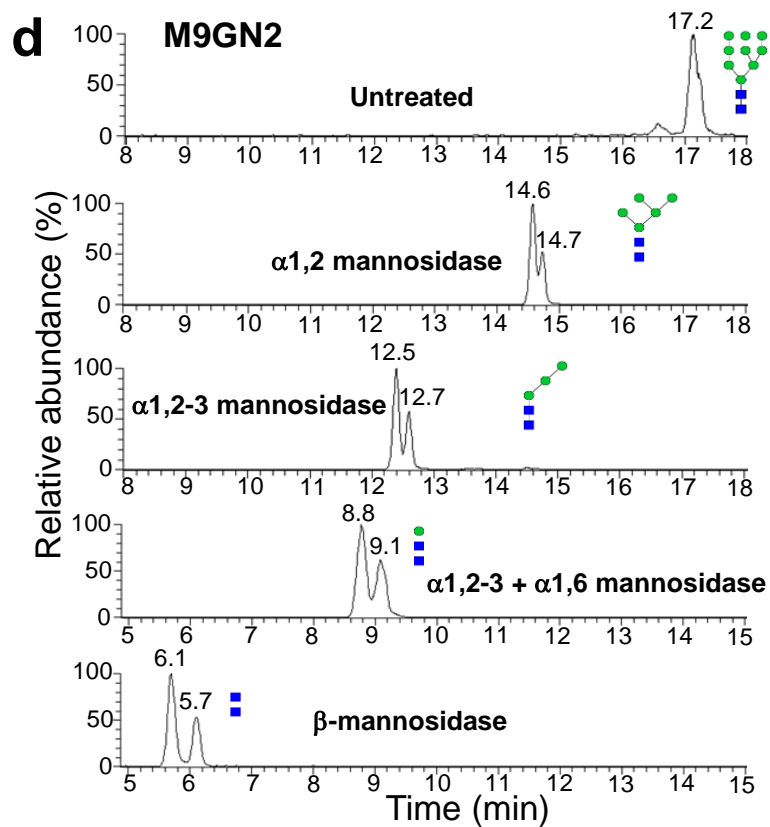 d M9GN2
Relative abundance (%)
17.2
100
50
0
Untreated
8 9 10 11 12 13 14 15 16 17 18
14.6
14.7
100
50
0
α1,2 mannosidase
8 9 10 11 12 13 14 15 16 17 18
12.5
12.7
100
50
0
α1,2-3 mannosidase
8 9 10 11 12 13 14 15 16 17 18
8.8
9.1
100
50
0
α1,2-3 + α1,6 mannosidase
5 6 7 8 9 10 11 12 13 14 15
6.1
5.7
100
50
0
β-mannosidase
5 6 7 8 9 10 11 12 13 14 15
Time (min)